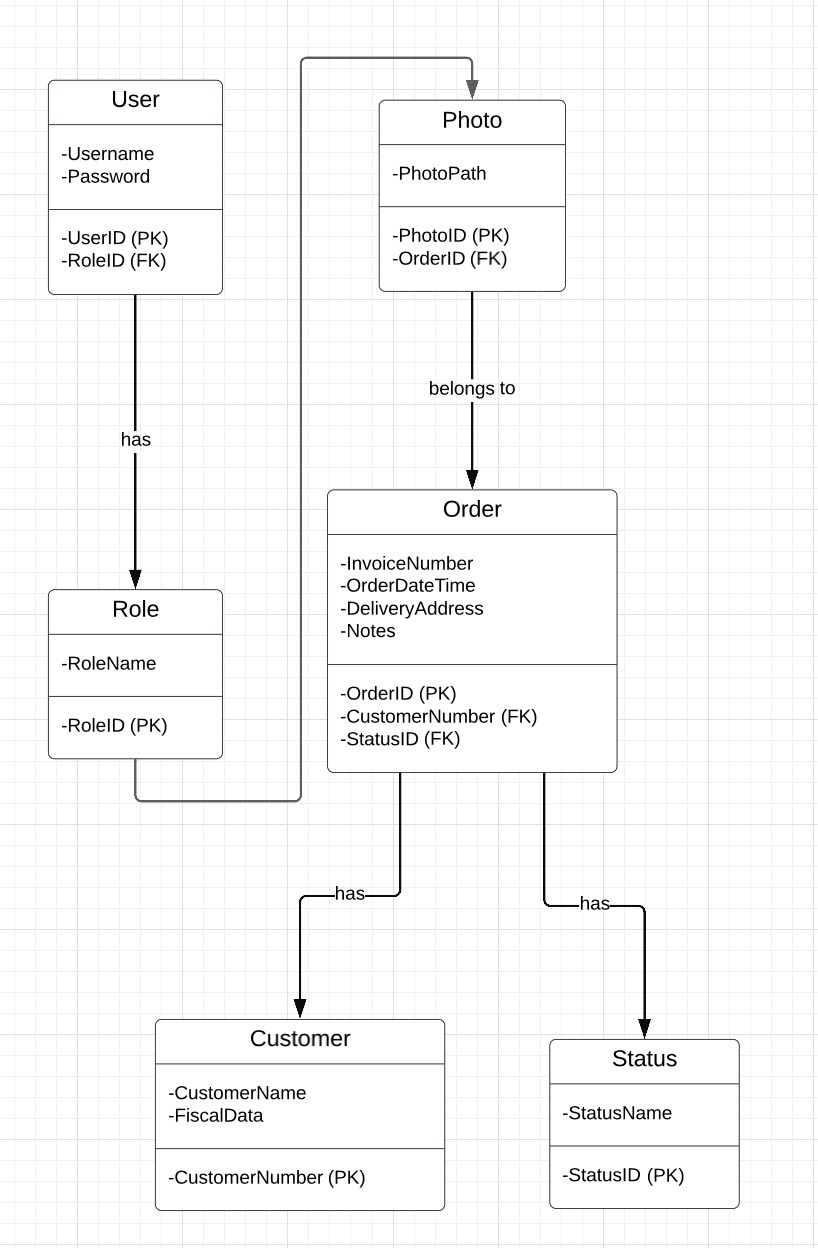 User
-Username
-Password
-UserID (PK)
-RoleID (FK)
has
Role
-RoleName
-RoleID (PK)
Photo
-PhotoPath
-PhotoID (PK)
-OrderID (FK)
belongs to
Order
-InvoiceNumber
-OrderDateTime
-DeliveryAddress
-Notes
-OrderID (PK)
-CustomerNumber (FK)
-StatusID (FK)
has
has
Customer
-CustomerName
-FiscalData
-CustomerNumber (PK)
Status
-StatusName
-StatusID (PK)